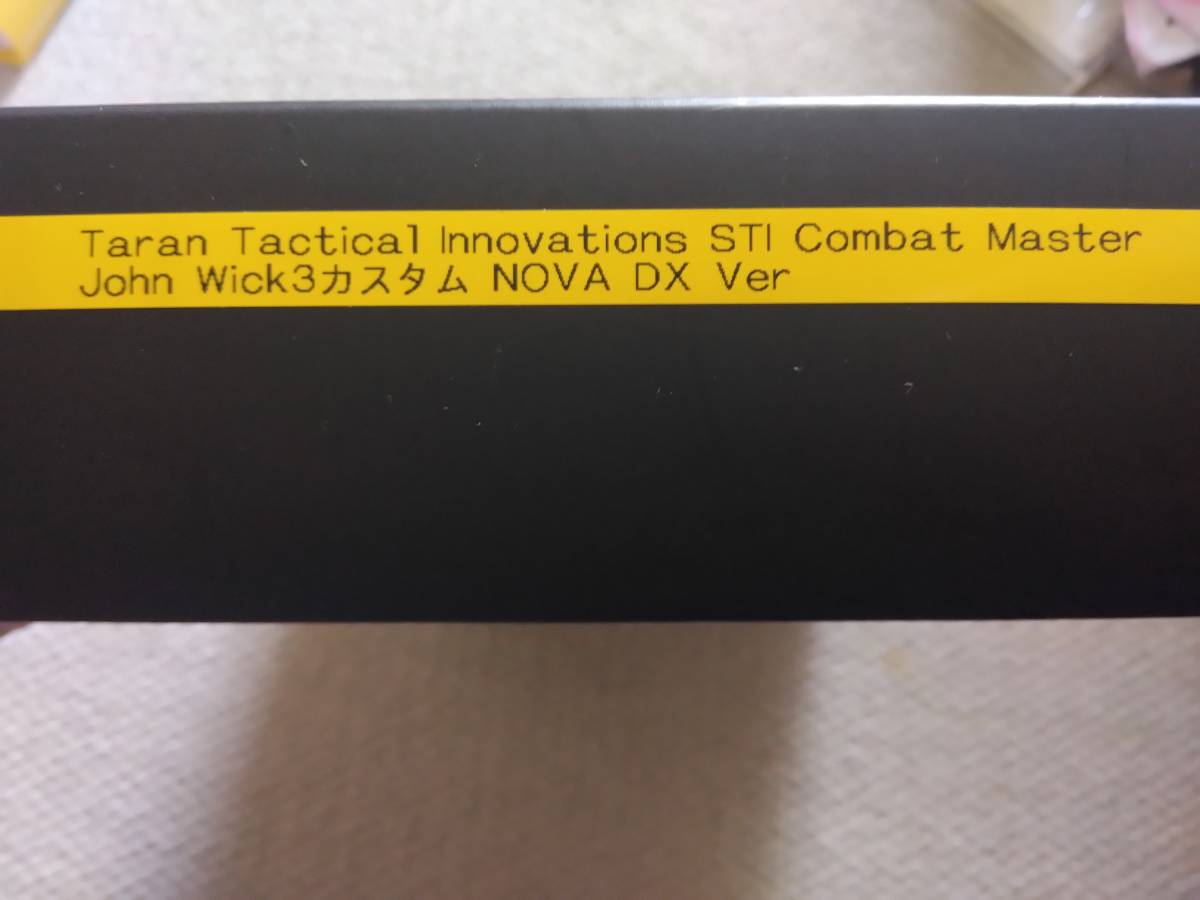 Taran Tactical Innovations STI Combat Master
John Wick3カスタム NOVA DX Ver